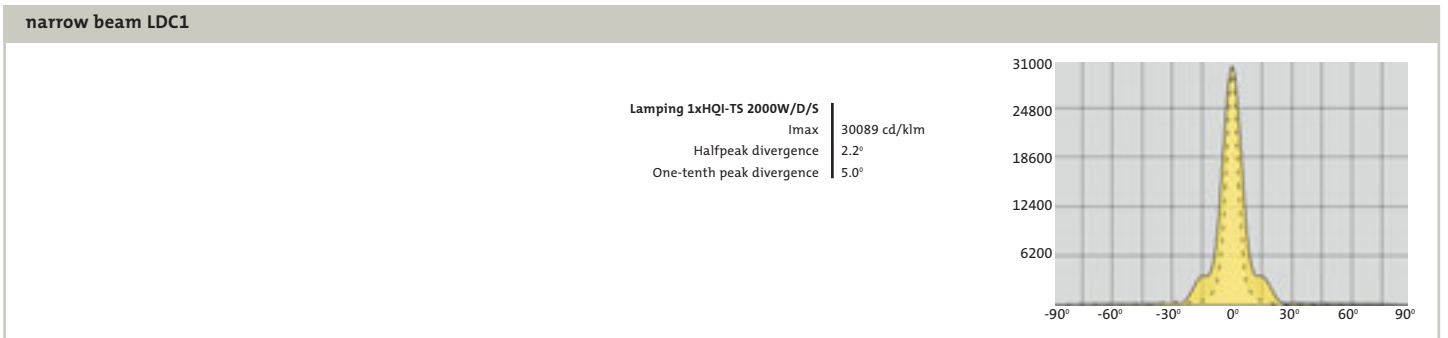 narrow beam LDC1
Lamping 1xHQI-TS 2000W/D/S
Imax 30089 cd/klm
Halfpeak divergence 2.2°
One-tenth peak divergence 5.0°
31000
24800
18600
12400
6200
-90° -60° -30° 0° 30° 60° 90°